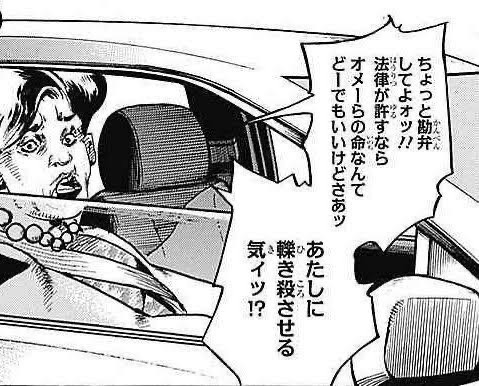 ちょっと勘弁
してよォッ!!
法律が許すなら
オメーらの命なんて
どーでもいいけどさあッ
あたしに
轢き殺させる
気ィッ!?